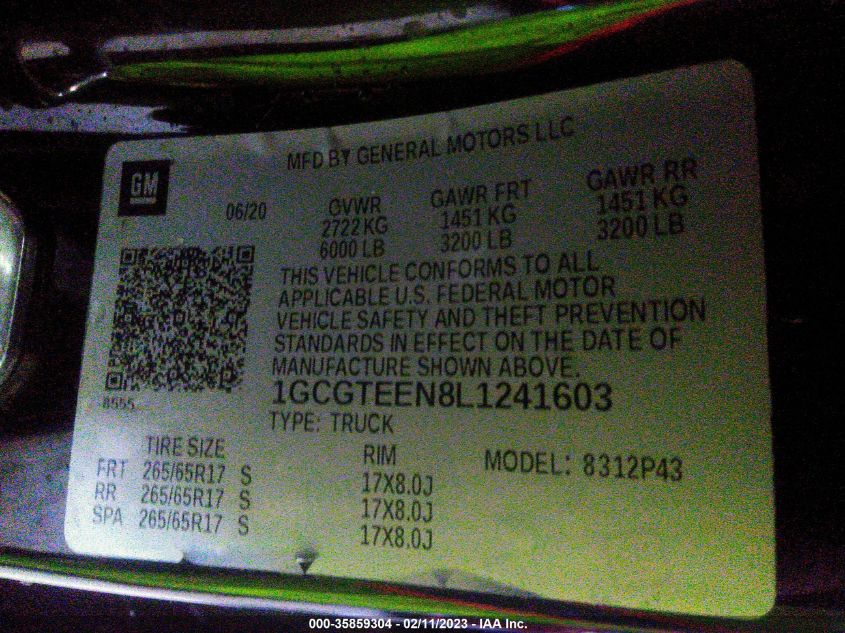 MFD BY GENERAL MOTORS LLC
GM
06/20
GVWR
2722 KG
6000 LB
GAWR FRT
1451 KG
3200 LB
GAWR RR
1451 KG
3200 LB
THIS VEHICLE CONFORMS TO ALL
APPLICABLE U.S. FEDERAL MOTOR
VEHICLE SAFETY AND THEFT PREVENTION
STANDARDS IN EFFECT ON THE DATE OF
MANUFACTURE SHOWN ABOVE.
8555
1GCGTEEN8L1241603
TYPE: TRUCK
TIRE SIZE RIM MODEL: 8312P43
FRT 265/65R17 S 17X8.0J
RR 265/65R17 S 17X8.0J
SPA 265/65R17 S 17X8.0J
000-35859304 - 02/11/2023 - IAA Inc.